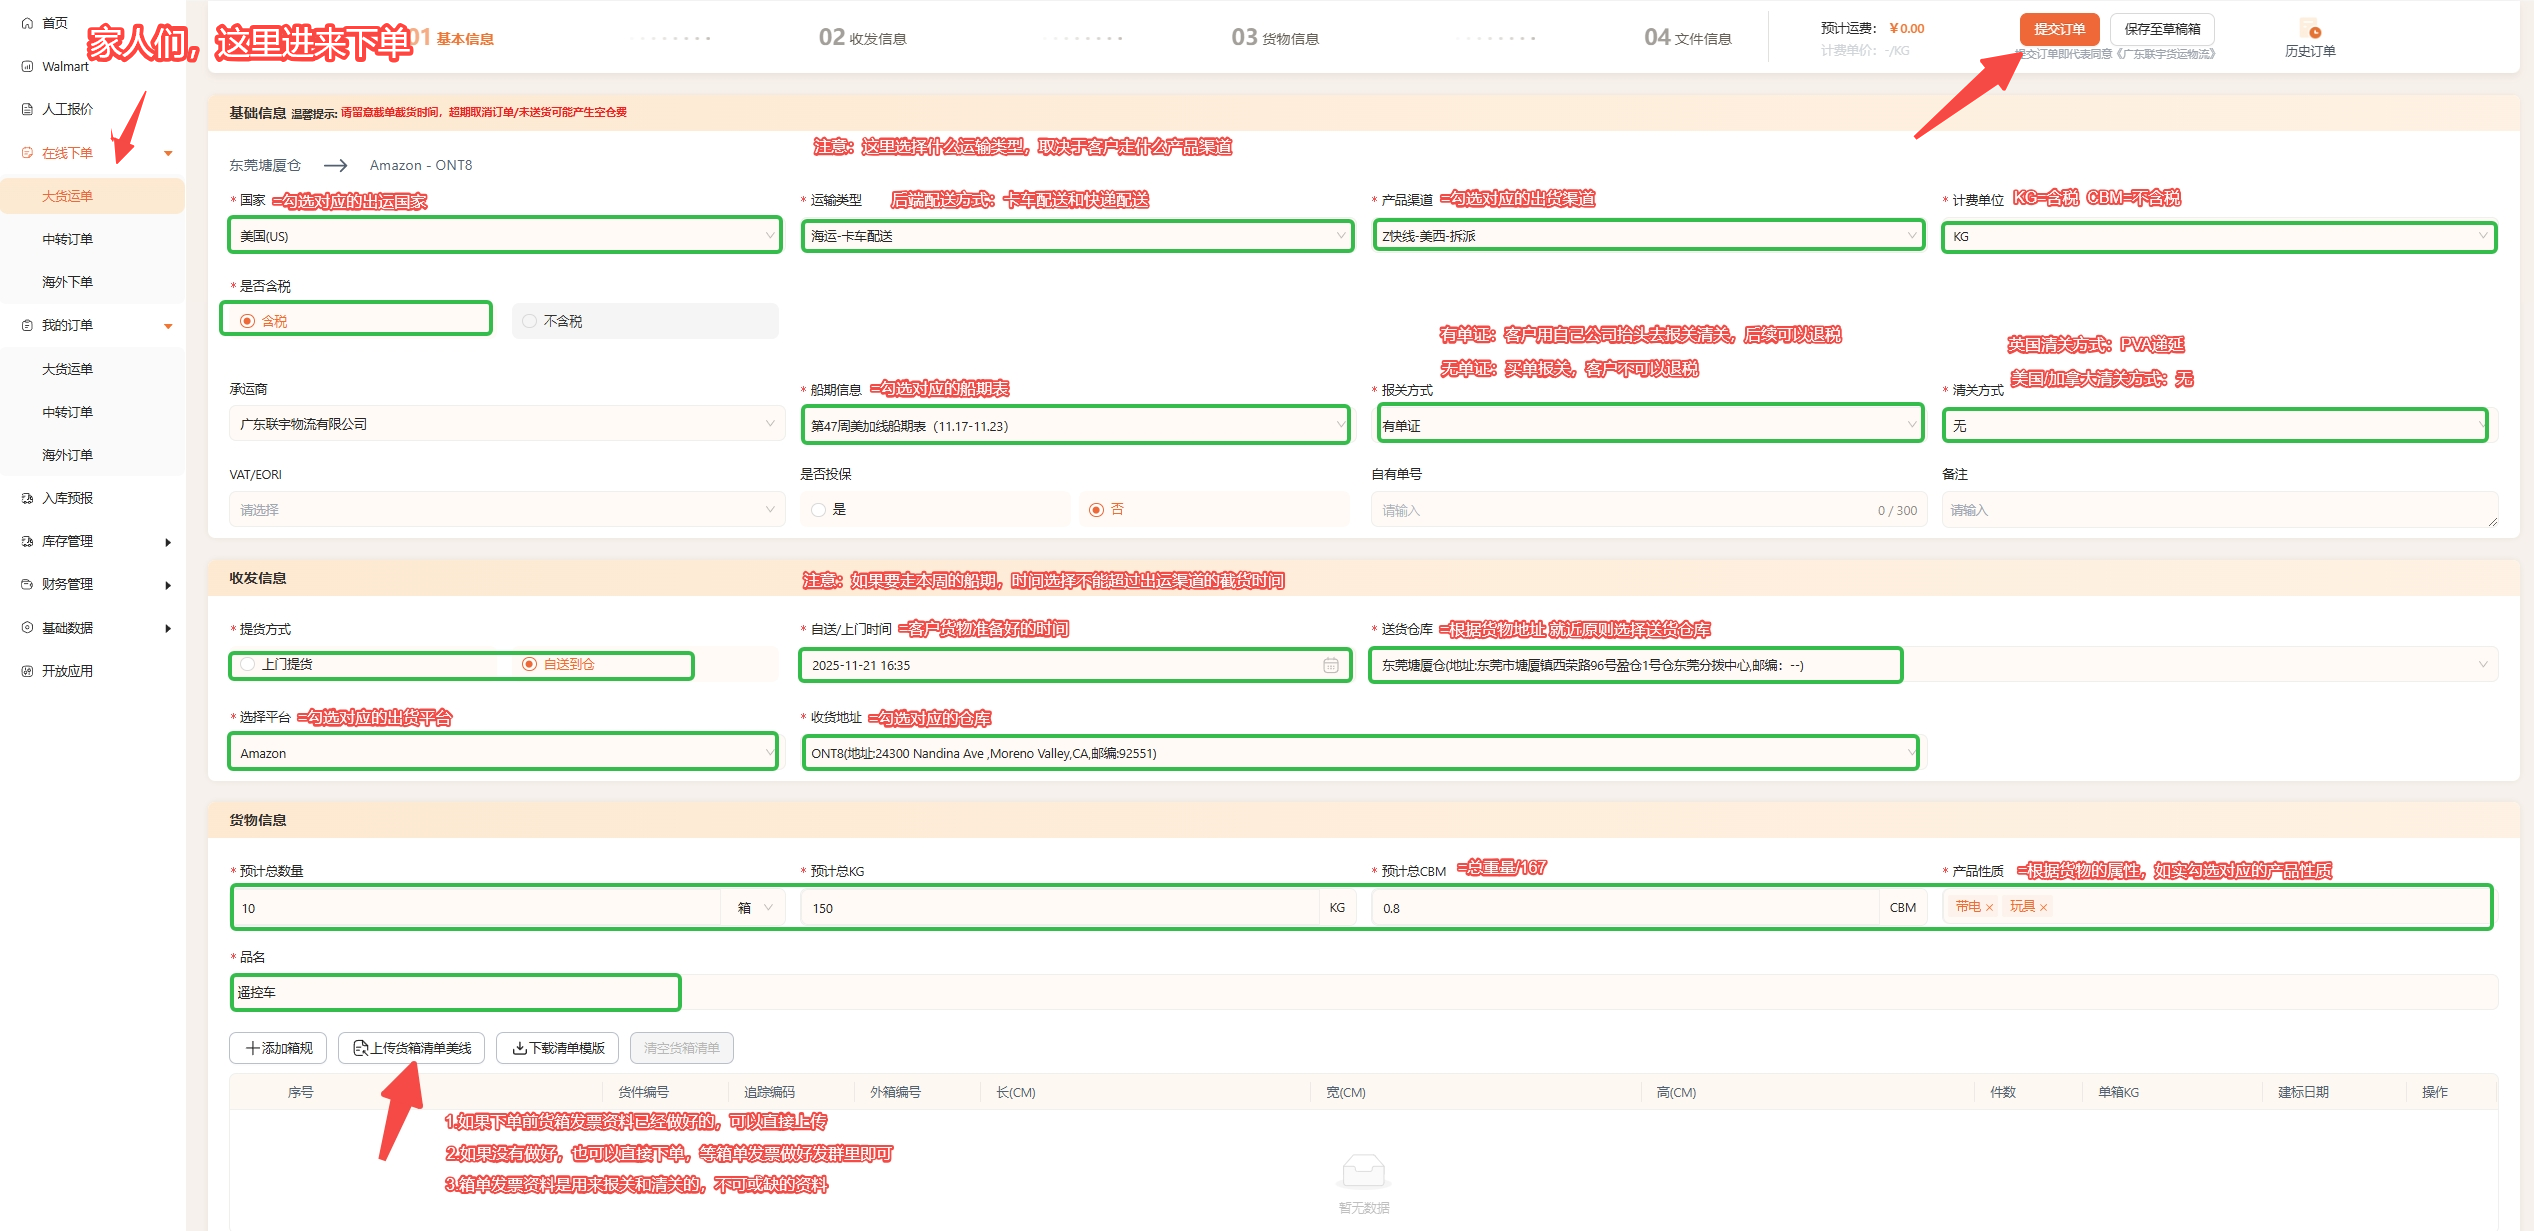 首页
Walmart
人工报价
在线下单
大货运单
中转订单
海外下单
我的订单
大货运单
中转订单
海外订单
入库预报
库存管理
财务管理
基础数据
开放应用
家人们，这里进来下单
01 基本信息
02 收发信息
03 货物信息
04 文件信息
预计运费： ￥0.00
计费单价： -/KG
提交订单
保存至草稿箱
提交订单即代表同意《广东联宇货运物流》
历史订单
基础信息 温馨提示: 请留意截单截货时间，超期取消订单/未送货可能产生空仓费
东莞塘厦仓 → Amazon - ONT8
注意：这里选择什么运输类型，取决于客户走什么产品渠道
* 国家 =勾选对应的出运国家
* 运输类型 后端配送方式：卡车配送和快递配送
* 产品渠道 =勾选对应的出货渠道
* 计费单位 KG=含税 CBM=不含税
美国(US)
海运-卡车配送
Z快线-美西-拆派
KG
* 是否含税
含税
不含税
有单证：客户用自己公司抬头去报关清关，后续可以退税
无单证：买单报关，客户不可以退税
英国清关方式：PVA递延
美国/加拿大清关方式：无
承运商
* 船期信息 =勾选对应的船期表
* 报关方式
* 清关方式
广东联宇物流有限公司
第47周美加线船期表（11.17-11.23）
有单证
无
VAT/EORI
是否投保
自有单号
备注
请选择
是
否
请输入 0 / 300
请输入
收发信息
注意：如果要走本周的船期，时间选择不能超过出运渠道的截货时间
* 提货方式
* 自送/上门时间 =客户货物准备好的时间
* 送货仓库 =根据货物地址 就近原则选择送货仓库
上门提货
自送到仓
2025-11-21 16:35
东莞塘厦仓(地址:东莞市塘厦镇西荣路96号盈仓1号仓东莞分拨中心,邮编：--)
* 选择平台 =勾选对应的出货平台
* 收货地址 =勾选对应的仓库
Amazon
ONT8(地址:24300 Nandina Ave ,Moreno Valley,CA,邮编:92551)
货物信息
* 预计总数量
* 预计总KG
* 预计总CBM =总重量/167
* 产品性质 =根据货物的属性，如实勾选对应的产品性质
10 箱
150 KG
0.8 CBM
带电 × 玩具 ×
* 品名
遥控车
添加箱规
上传货箱清单美线
下载清单模版
清空货箱清单
序号 货件编号 追踪编码 外箱编号 长(CM) 宽(CM) 高(CM) 件数 单箱KG 建标日期 操作
1.如果下单前货箱发票资料已经做好的，可以直接上传
2.如果没有做好，也可以直接下单，等箱单发票做好发群里即可
3.箱单发票资料是用来报关和清关的，不可或缺的资料
暂无数据